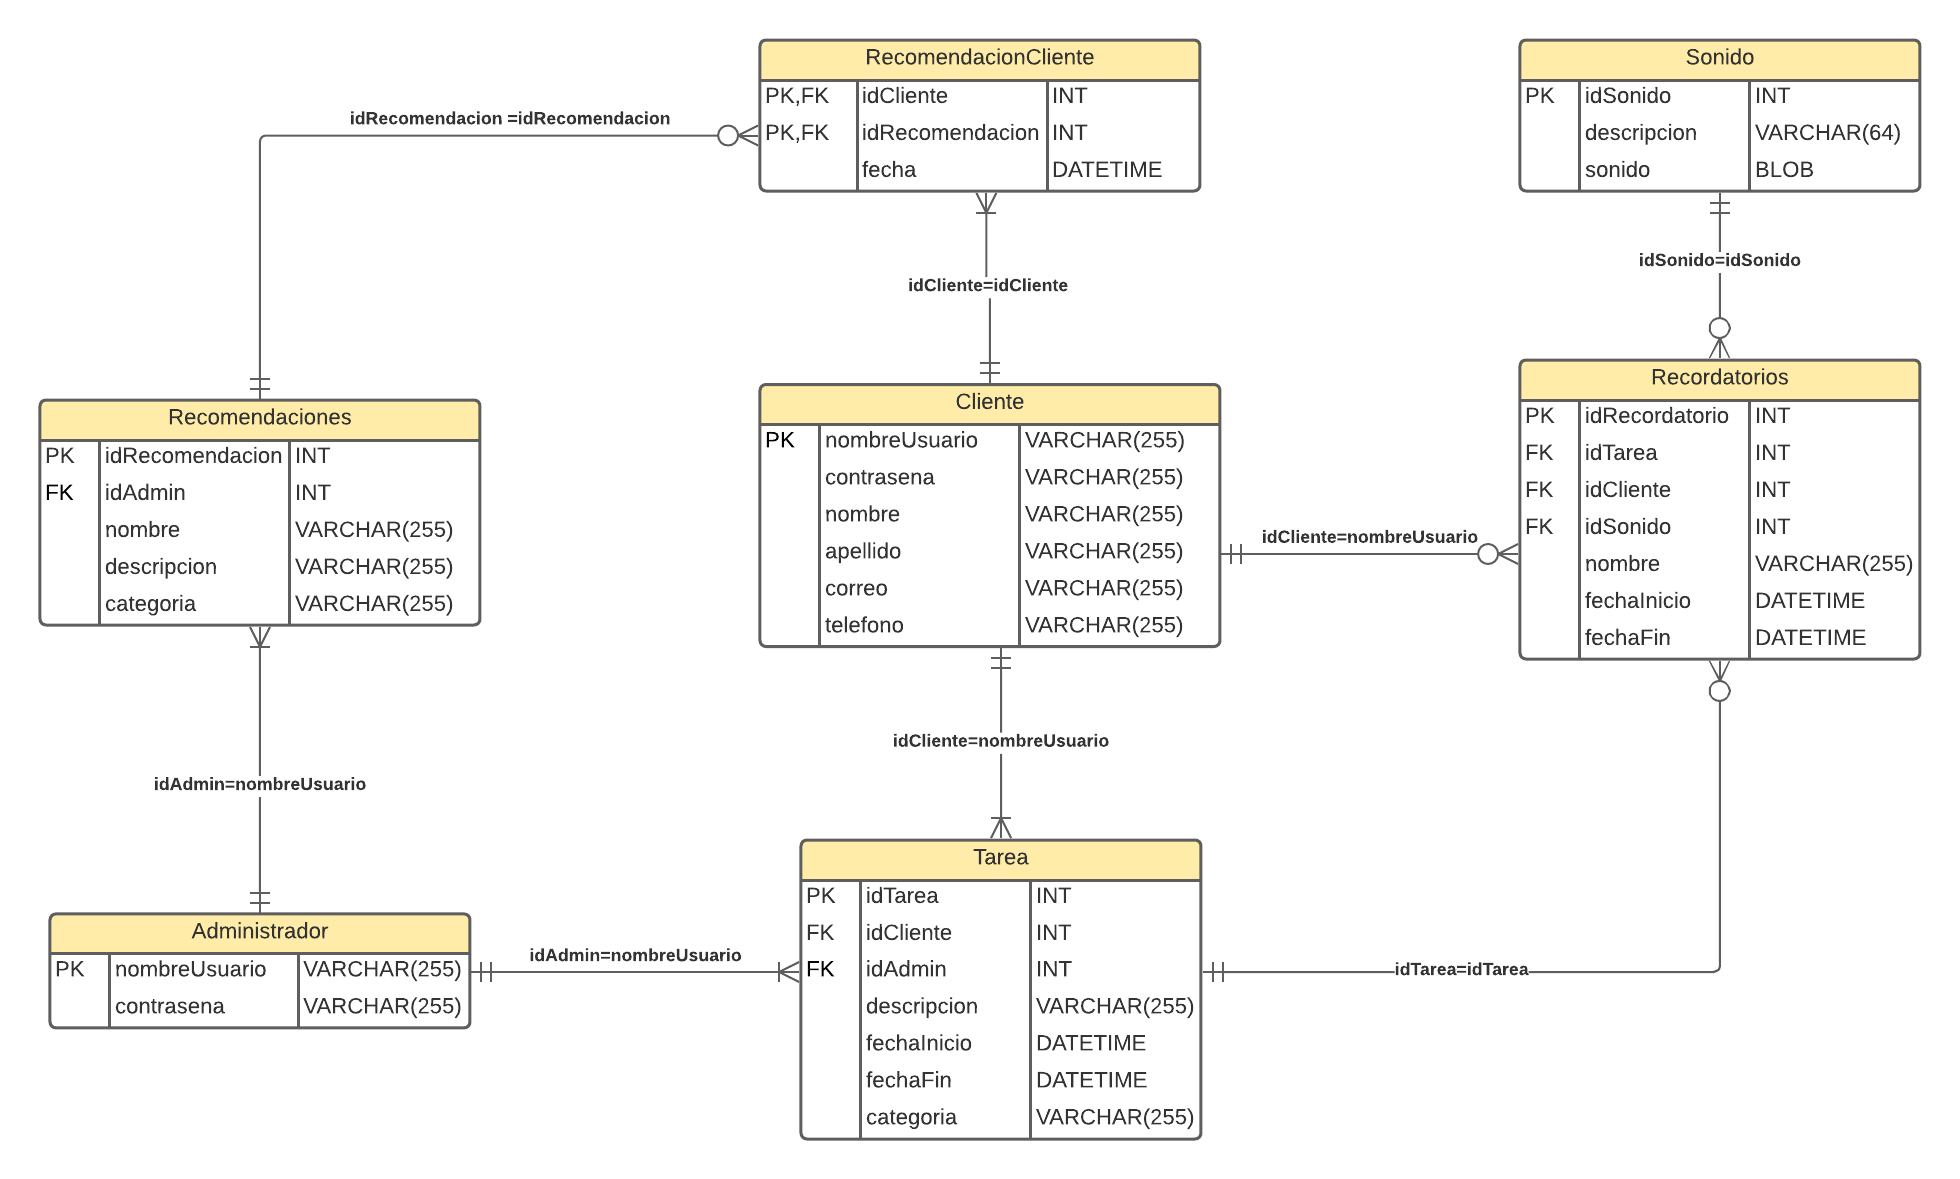 RecomendacionCliente
PK,FK idCliente INT
PK,FK idRecomendacion INT
fecha DATETIME
Sonido
PK idSonido INT
descripcion VARCHAR(64)
sonido BLOB
idRecomendacion =idRecomendacion
idCliente=idCliente
idSonido=idSonido
Recomendaciones
PK idRecomendacion INT
FK idAdmin INT
nombre VARCHAR(255)
descripcion VARCHAR(255)
categoria VARCHAR(255)
Cliente
PK nombreUsuario VARCHAR(255)
contrasena VARCHAR(255)
nombre VARCHAR(255)
apellido VARCHAR(255)
correo VARCHAR(255)
telefono VARCHAR(255)
idCliente=nombreUsuario
Recordatorios
PK idRecordatorio INT
FK idTarea INT
FK idCliente INT
FK idSonido INT
nombre VARCHAR(255)
fechaInicio DATETIME
fechaFin DATETIME
idAdmin=nombreUsuario
idCliente=nombreUsuario
Administrador
PK nombreUsuario VARCHAR(255)
contrasena VARCHAR(255)
idAdmin=nombreUsuario
Tarea
PK idTarea INT
FK idCliente INT
FK idAdmin INT
descripcion VARCHAR(255)
fechaInicio DATETIME
fechaFin DATETIME
categoria VARCHAR(255)
idTarea=idTarea